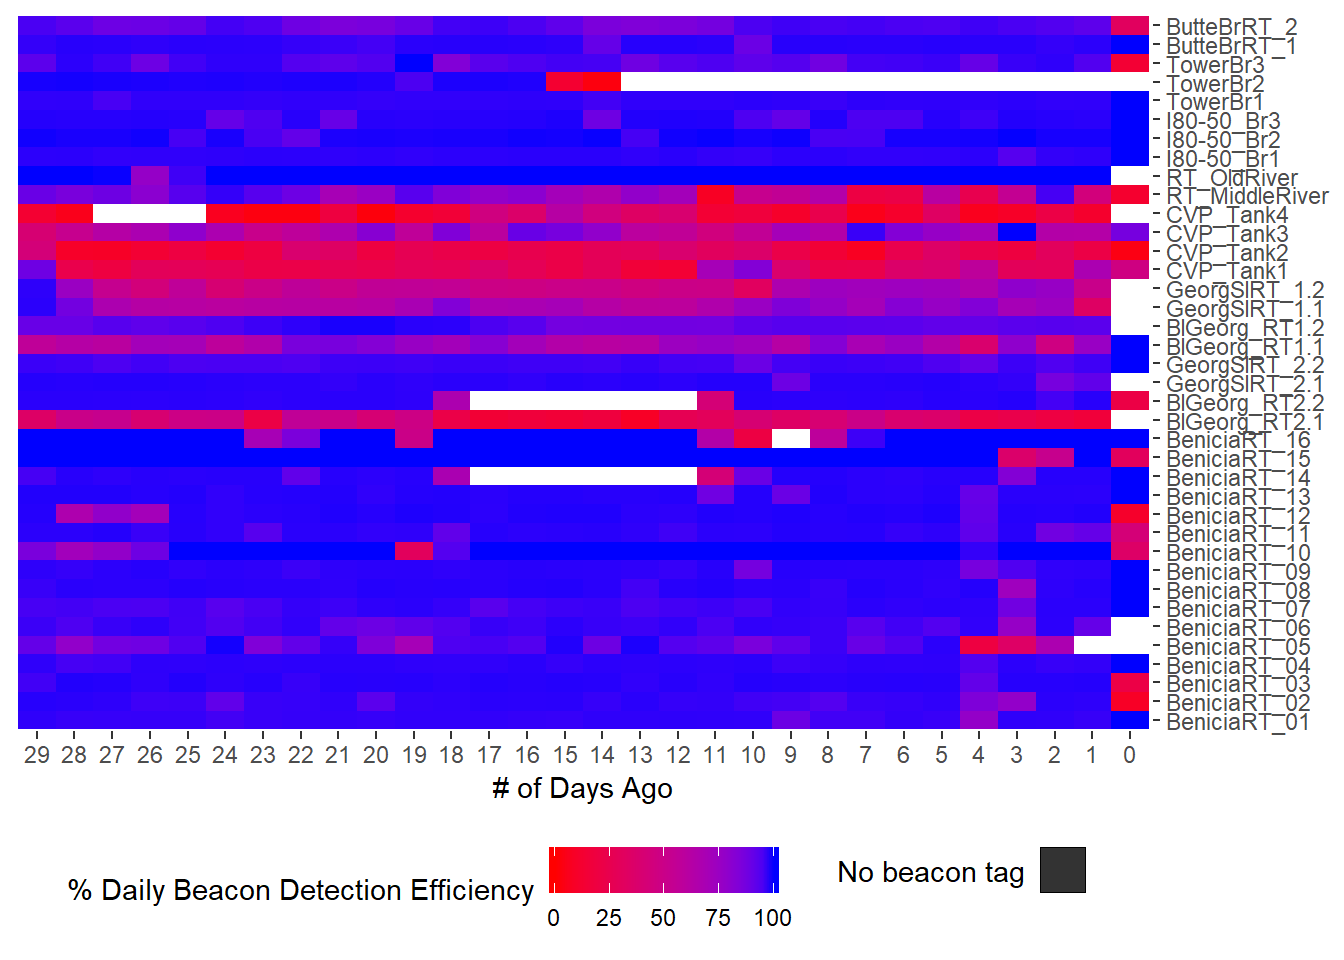 ButteBrRT_2
ButteBrRT_1
TowerBr3
TowerBr2
TowerBr1
I80-50_Br3
I80-50_Br2
I80-50_Br1
RT_OldRiver
RT_MiddleRiver
CVP_Tank4
CVP_Tank3
CVP_Tank2
CVP_Tank1
GeorgSlRT_1.2
GeorgSlRT_1.1
BlGeorg_RT1.2
BlGeorg_RT1.1
GeorgSlRT_2.2
GeorgSlRT_2.1
BlGeorg_RT2.2
BlGeorg_RT2.1
BeniciaRT_16
BeniciaRT_15
BeniciaRT_14
BeniciaRT_13
BeniciaRT_12
BeniciaRT_11
BeniciaRT_10
BeniciaRT_09
BeniciaRT_08
BeniciaRT_07
BeniciaRT_06
BeniciaRT_05
BeniciaRT_04
BeniciaRT_03
BeniciaRT_02
BeniciaRT_01
29 28 27 26 25 24 23 22 21 20 19 18 17 16 15 14 13 12 11 10 9 8 7 6 5 4 3 2 1 0
# of Days Ago
% Daily Beacon Detection Efficiency
0 25 50 75 100
No beacon tag